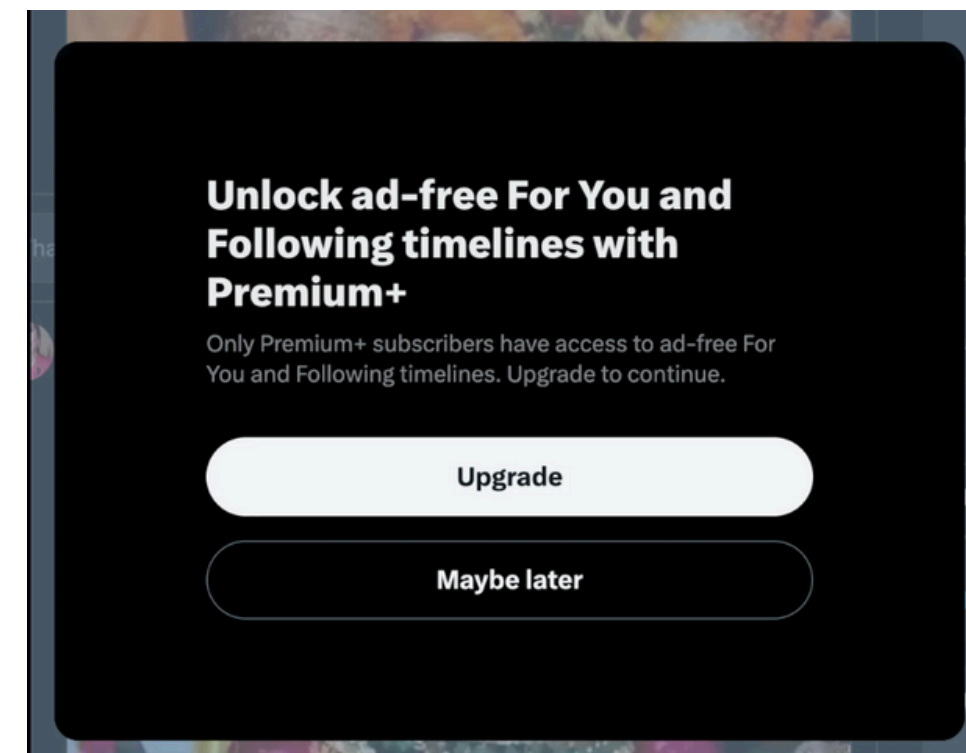 Unlock ad-free For You and
Following timelines with
Premium+
Only Premium+ subscribers have access to ad-free For
You and Following timelines. Upgrade to continue.
Upgrade
Maybe later